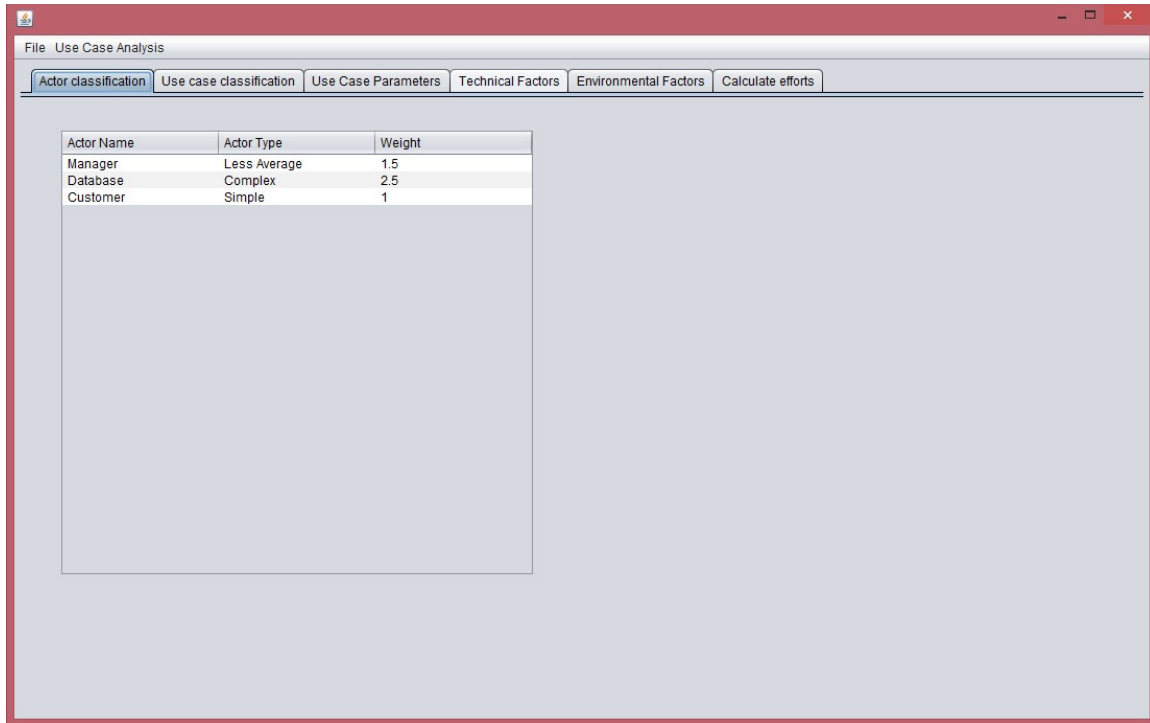 File Use Case Analysis
Actor classification Use case classification Use Case Parameters Technical Factors Environmental Factors Calculate efforts
Actor Name Actor Type Weight
Manager Less Average 1.5
Database Complex 2.5
Customer Simple 1